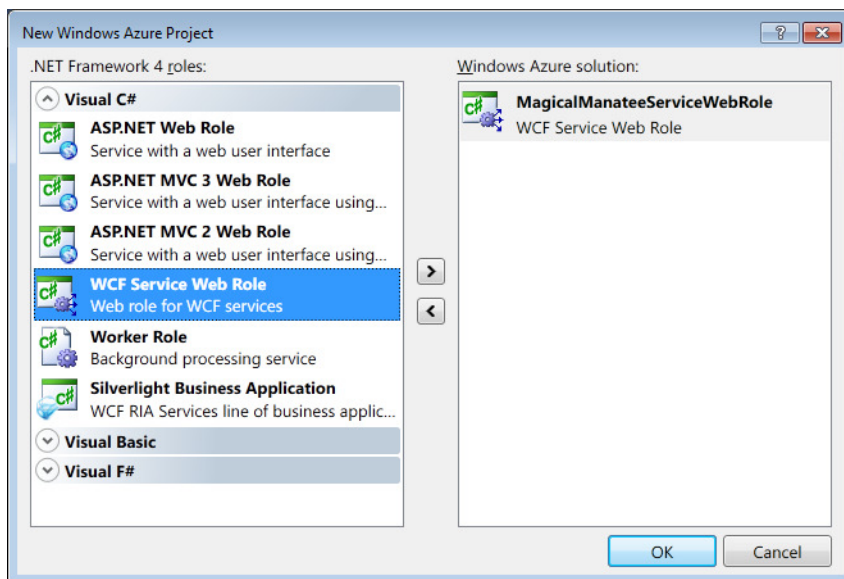 New Windows Azure Project
.NET Framework 4 roles:
Visual C#
ASP.NET Web Role
Service with a web user interface
ASP.NET MVC 3 Web Role
Service with a web user interface using...
ASP.NET MVC 2 Web Role
Service with a web user interface using...
WCF Service Web Role
Web role for WCF services
Worker Role
Background processing service
Silverlight Business Application
WCF RIA Services line of business applic...
Visual Basic
Visual F#
Windows Azure solution:
MagicalManateeServiceWebRole
WCF Service Web Role
OK
Cancel